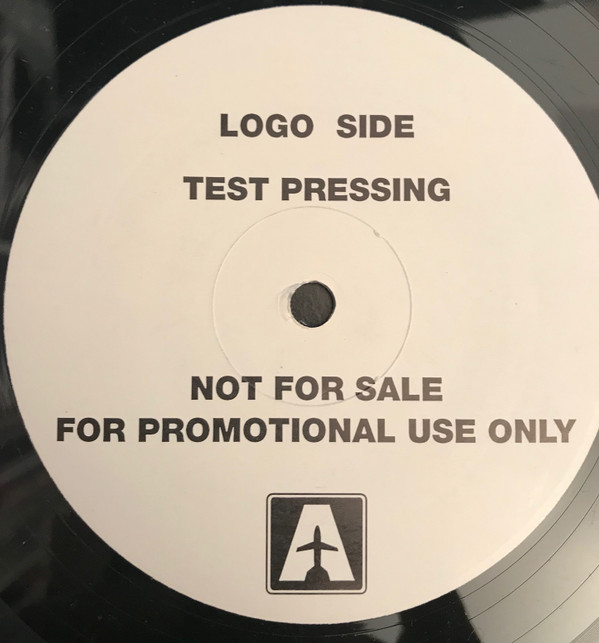 LOGO SIDE
TEST PRESSING
NOT FOR SALE
FOR PROMOTIONAL USE ONLY
A